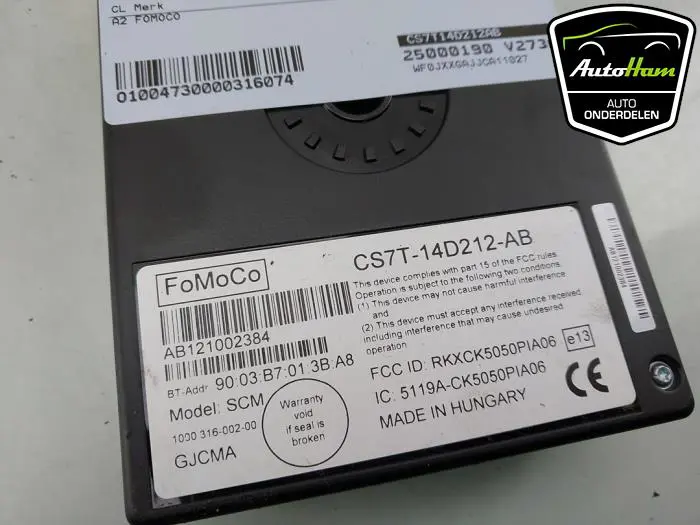 CL Merk
A2 FOMOCO
01004730000316074
CS7T14D212AB
25000190 V273
WF0JXXGAJJCA11027
AutoHam
AUTO
ONDERDELEN
FoMoCo
CS7T-14D212-AB
This device complies with part 15 of the FCC rules
Operation is subject to the following two conditions.
(1) This device may not cause harmful interference
and
(2) This device must accept any interference received
including interference that may cause undesired
operation
AB121002384
BT-Addr 90:03:B7:01:3B:A8
Model: SCM
1000 316-002-00
GJCMA
Warranty
void
if seal is
broken
FCC ID: RKXCK5050PIA06
e13
IC: 5119A-CK5050PIA06
MADE IN HUNGARY
CE
AB121002384